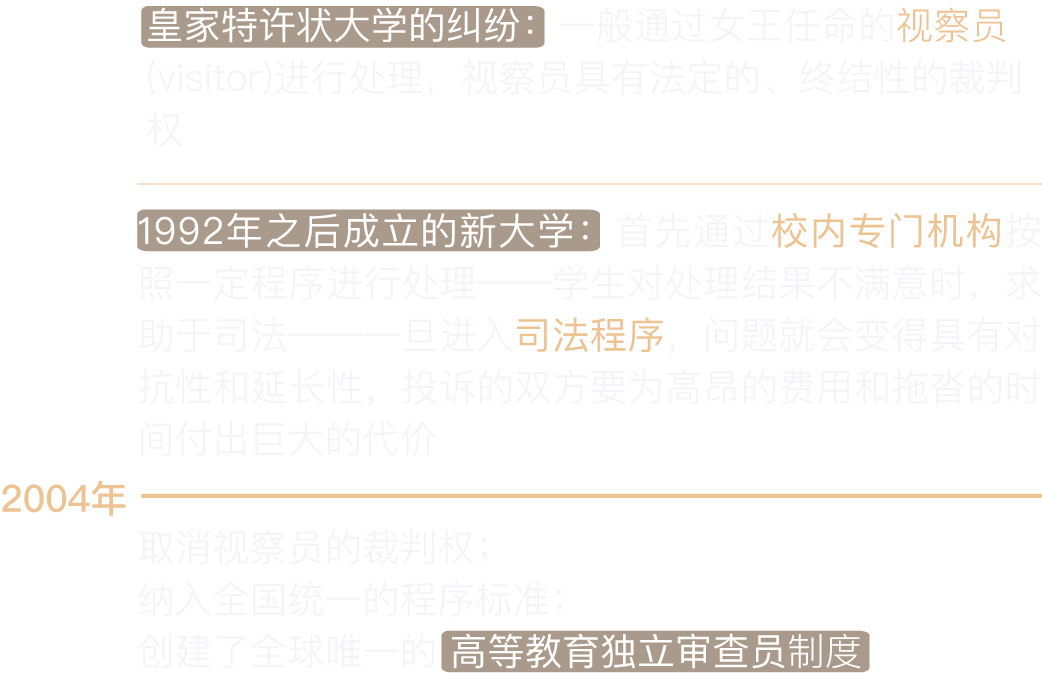 皇家特许状大学的纠纷：一般通过女王任命的视察员
(visitor)进行处理，视察员具有法定的、终结性的裁判
权
1992年之后成立的新大学：首先通过校内专门机构按
照一定程序进行处理——学生对处理结果不满意时，求
助于司法——一旦进入司法程序，问题就会变得具有对
抗性和延长性，投诉的双方要为高昂的费用和拖沓的时
间付出巨大的代价
2004年
取消视察员的裁判权；
纳入全国统一的程序标准；
创建了全球唯一的高等教育独立审查员制度